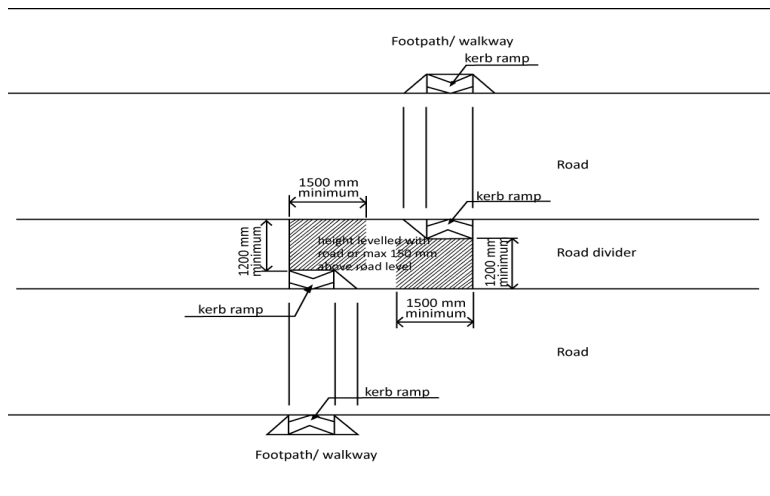 Footpath/ walkway
kerb ramp
Road
1500 mm
minimum
kerb ramp
1200 mm
minimum
height levelled with
road or max 150 mm
above road level
1200 mm
minimum
Road divider
kerb ramp
1500 mm
minimum
Road
kerb ramp
Footpath/ walkway